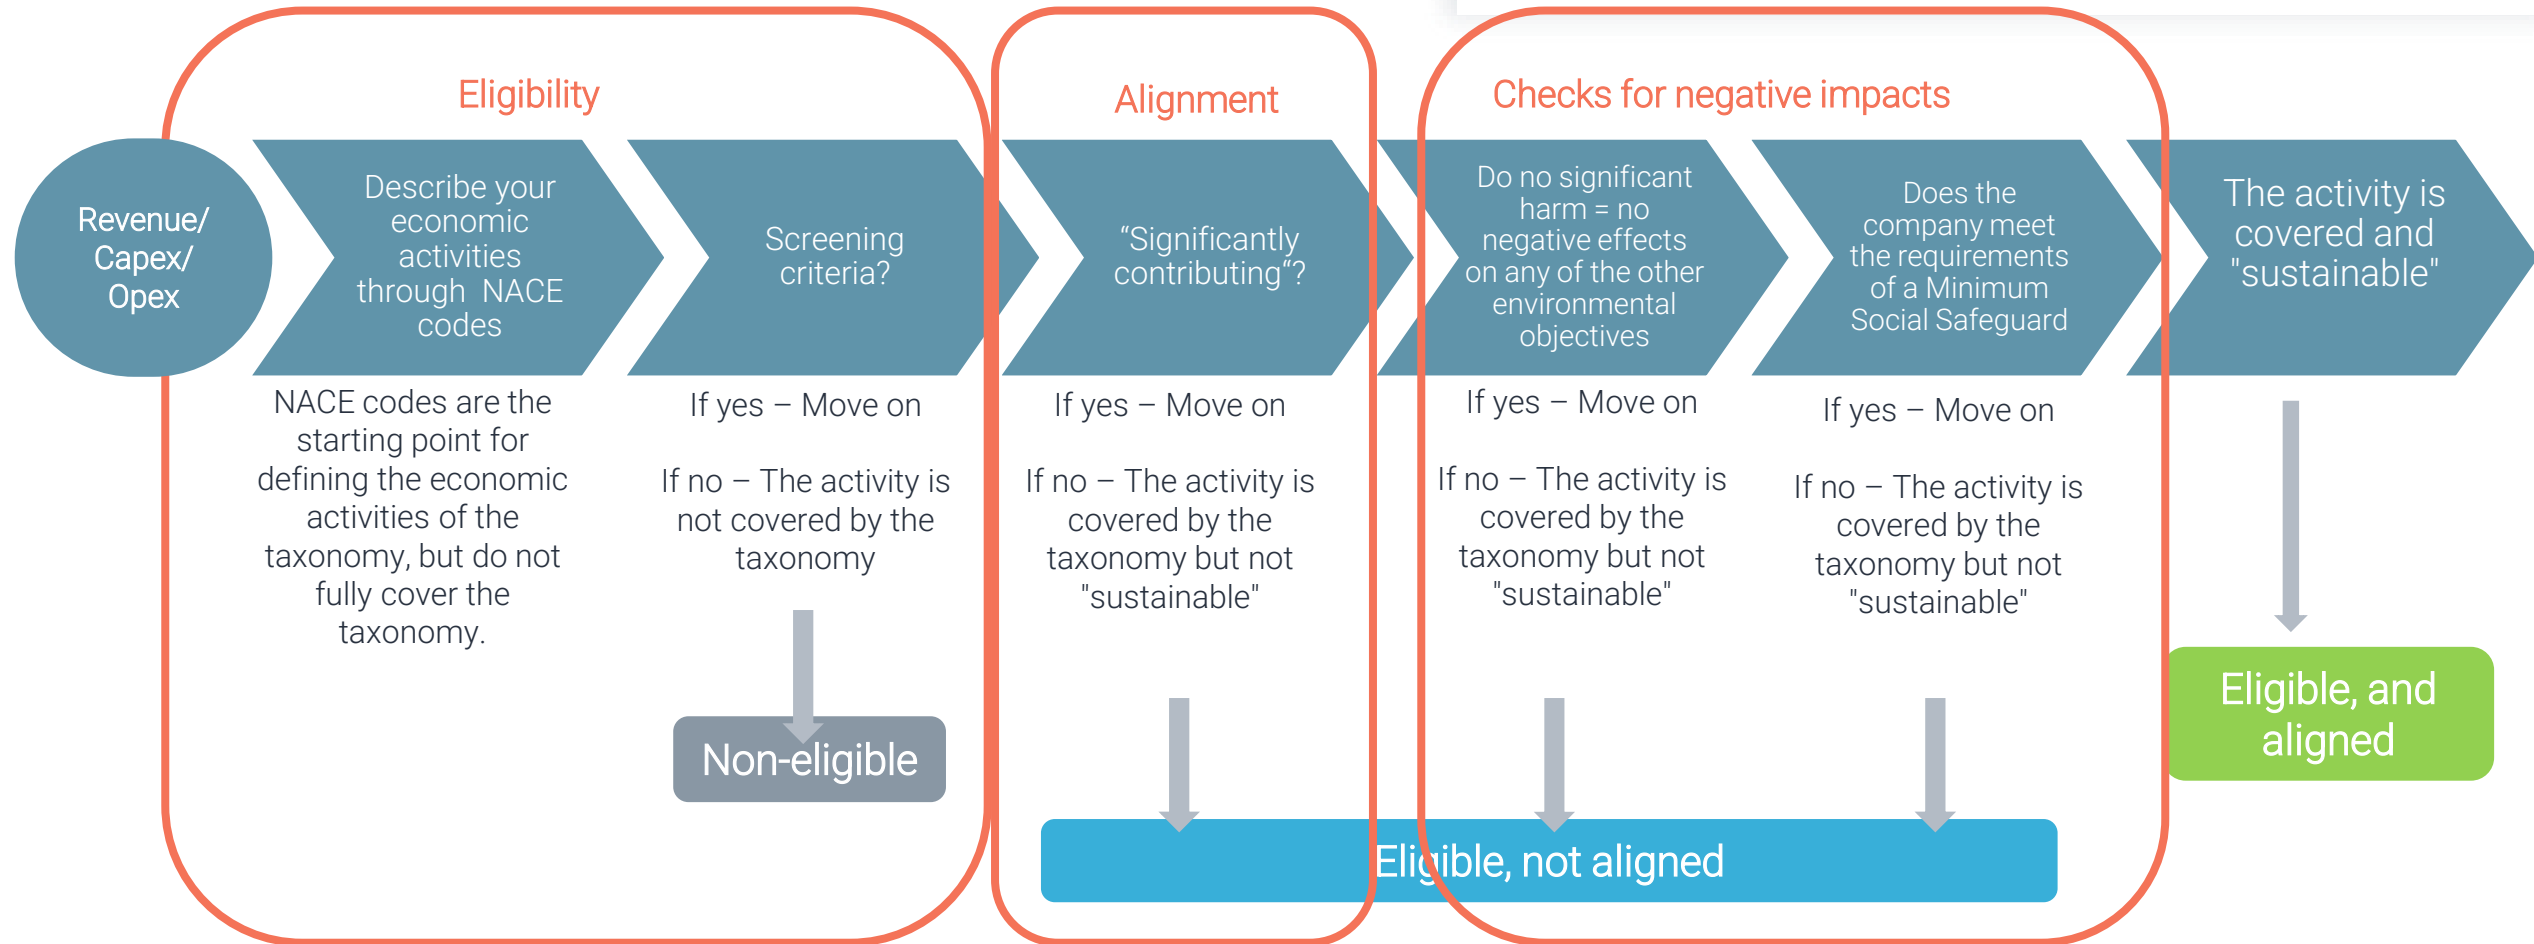 Eligibility
Alignment
Checks for negative impacts
Revenue/
Capex/
Opex
Describe your
economic
activities
through NACE
codes
Screening
criteria?
“Significantly
contributing“?
Do no significant
harm = no
negative effects
on any of the other
environmental
objectives
Does the
company meet
the requirements
of a Minimum
Social Safeguard
The activity is
covered and
"sustainable"
NACE codes are the
starting point for
defining the economic
activities of the
taxonomy, but do not
fully cover the
taxonomy.
If yes – Move on
If no – The activity is
not covered by the
taxonomy
If yes – Move on
If no – The activity is
covered by the
taxonomy but not
"sustainable"
If yes – Move on
If no – The activity is
covered by the
taxonomy but not
"sustainable"
If yes – Move on
If no – The activity is
covered by the
taxonomy but not
"sustainable"
Non-eligible
Eligible, not aligned
Eligible, and
aligned